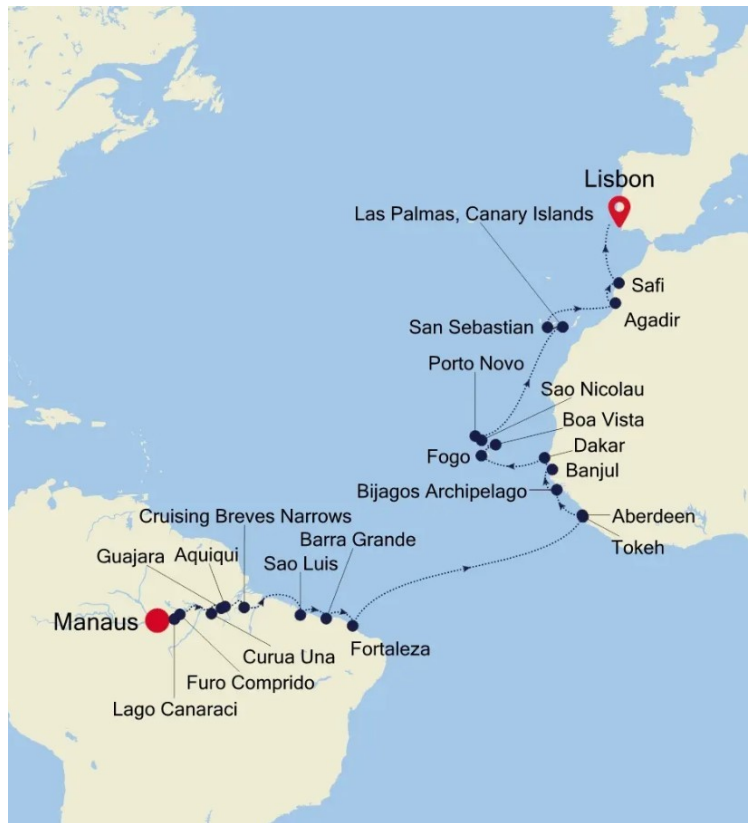 Lisbon
Las Palmas, Canary Islands
Safi
Agadir
San Sebastian
Porto Novo
Sao Nicolau
Boa Vista
Dakar
Fogo
Banjul
Bijagos Archipelago
Aberdeen
Tokeh
Cruising Breves Narrows
Barra Grande
Guajara
Aquiqui
Sao Luis
Manaus
Fortaleza
Curua Una
Furo Comprido
Lago Canaraci